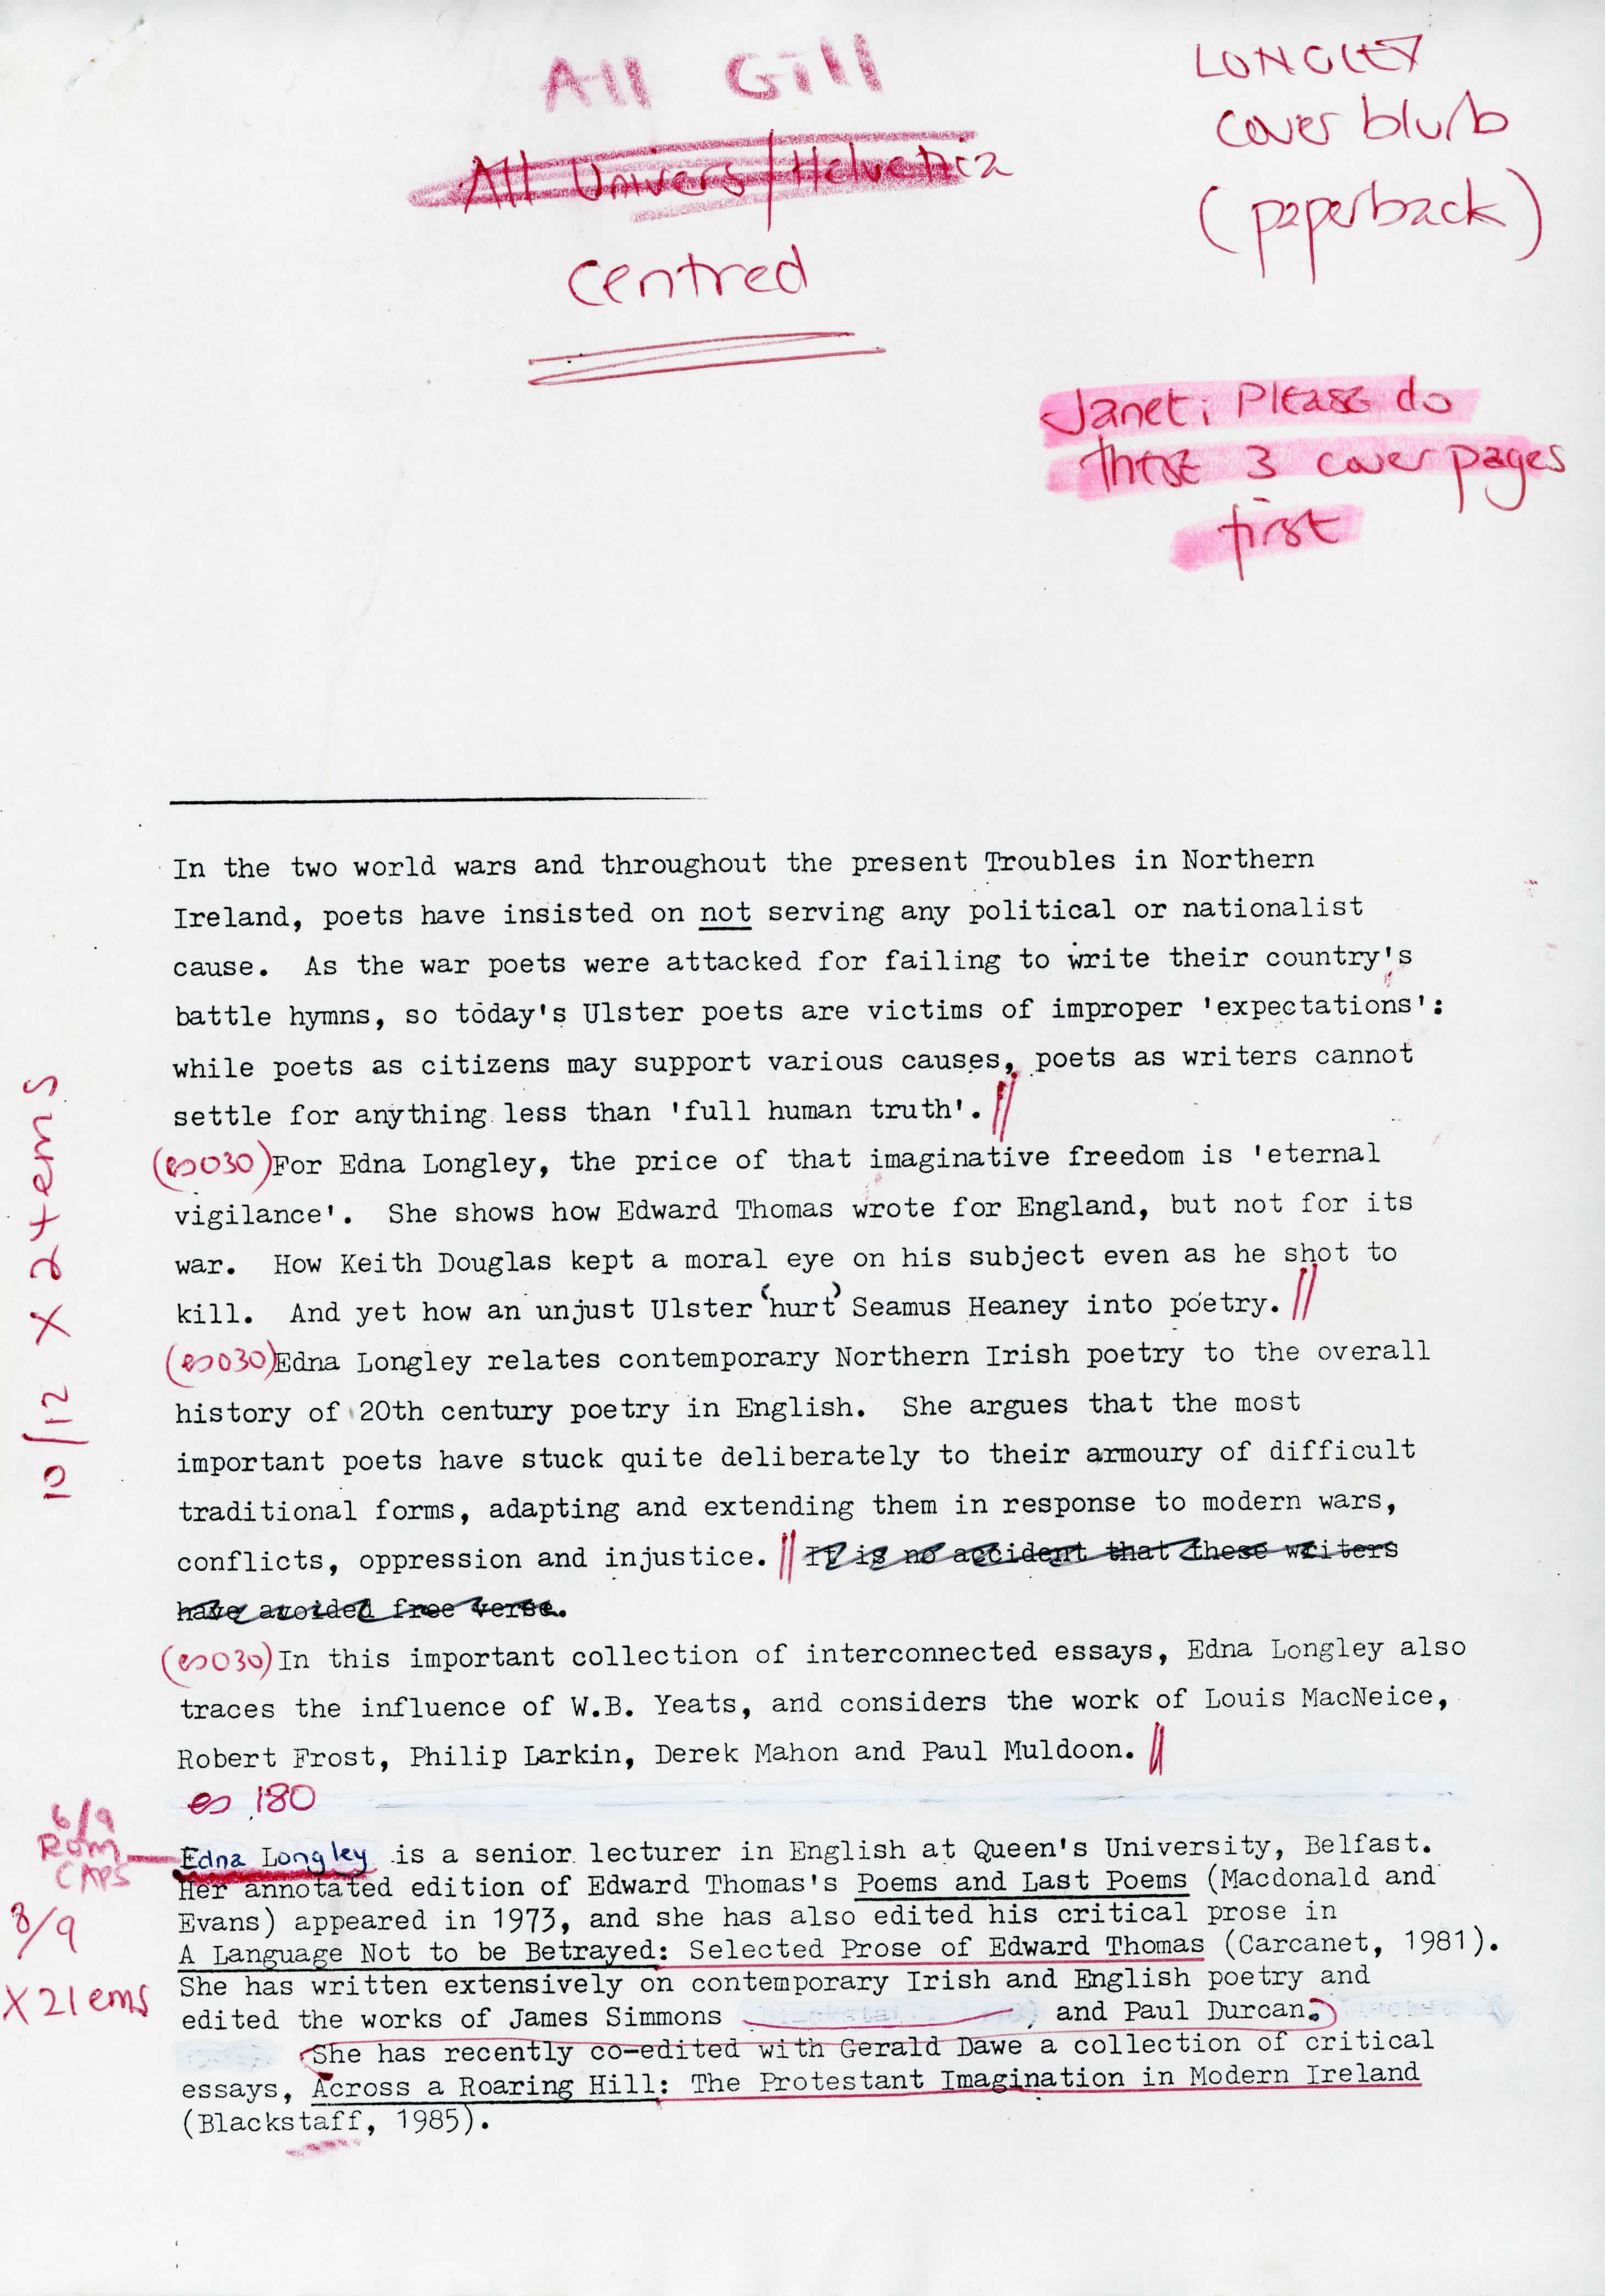 All Gill
All Univers/Helvetica
Centred
LONGLEY
cover blurb
(paperback)
Janet: Please do
these 3 cover pages
first
In the two world wars and throughout the present Troubles in Northern
Ireland, poets have insisted on not serving any political or nationalist
cause. As the war poets were attacked for failing to write their country's
battle hymns, so today's Ulster poets are victims of improper 'expectations':
while poets as citizens may support various causes, poets as writers cannot
settle for anything less than 'full human truth'. //
(es030) For Edna Longley, the price of that imaginative freedom is 'eternal
vigilance'. She shows how Edward Thomas wrote for England, but not for its
war. How Keith Douglas kept a moral eye on his subject even as he shot to
kill. And yet how an unjust Ulster 'hurt' Seamus Heaney into poetry. //
(es030) Edna Longley relates contemporary Northern Irish poetry to the overall
history of 20th century poetry in English. She argues that the most
important poets have stuck quite deliberately to their armoury of difficult
traditional forms, adapting and extending them in response to modern wars,
conflicts, oppression and injustice. // It is no accident that these writers
have avoided free verse.
(es030) In this important collection of interconnected essays, Edna Longley also
traces the influence of W.B. Yeats, and considers the work of Louis MacNeice,
Robert Frost, Philip Larkin, Derek Mahon and Paul Muldoon. //
10/12 X 24ems
es 180
6/9
Rom
CAPS
8/9
X 21ems
Edna Longley is a senior lecturer in English at Queen's University, Belfast.
Her annotated edition of Edward Thomas's Poems and Last Poems (Macdonald and
Evans) appeared in 1973, and she has also edited his critical prose in
A Language Not to be Betrayed: Selected Prose of Edward Thomas (Carcanet, 1981).
She has written extensively on contemporary Irish and English poetry and
edited the works of James Simmons and Paul Durcan.
She has recently co-edited with Gerald Dawe a collection of critical
essays, Across a Roaring Hill: The Protestant Imagination in Modern Ireland
(Blackstaff, 1985).